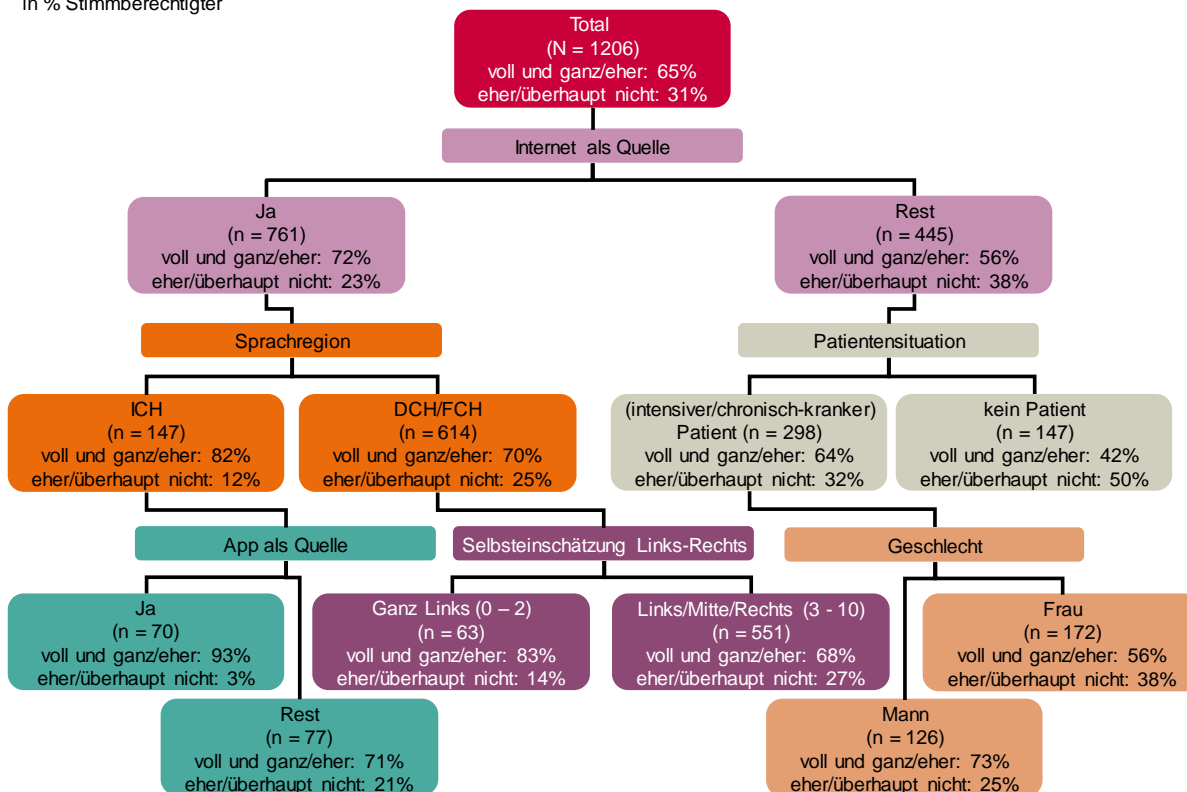 in % Stimmberechtigter
Total
(N = 1206)
voll und ganz/eher: 65%
eher/überhaupt nicht: 31%
Internet als Quelle
Ja
(n = 761)
voll und ganz/eher: 72%
eher/überhaupt nicht: 23%
Rest
(n = 445)
voll und ganz/eher: 56%
eher/überhaupt nicht: 38%
Sprachregion
Patientensituation
ICH
(n = 147)
voll und ganz/eher: 82%
eher/überhaupt nicht: 12%
DCH/FCH
(n = 614)
voll und ganz/eher: 70%
eher/überhaupt nicht: 25%
(intensiver/chronisch-kranker)
Patient (n = 298)
voll und ganz/eher: 64%
eher/überhaupt nicht: 32%
kein Patient
(n = 147)
voll und ganz/eher: 42%
eher/überhaupt nicht: 50%
App als Quelle
Selbsteinschätzung Links-Rechts
Geschlecht
Ja
(n = 70)
voll und ganz/eher: 93%
eher/überhaupt nicht: 3%
Ganz Links (0 – 2)
(n = 63)
voll und ganz/eher: 83%
eher/überhaupt nicht: 14%
Links/Mitte/Rechts (3 - 10)
(n = 551)
voll und ganz/eher: 68%
eher/überhaupt nicht: 27%
Frau
(n = 172)
voll und ganz/eher: 56%
eher/überhaupt nicht: 38%
Rest
(n = 77)
voll und ganz/eher: 71%
eher/überhaupt nicht: 21%
Mann
(n = 126)
voll und ganz/eher: 73%
eher/überhaupt nicht: 25%